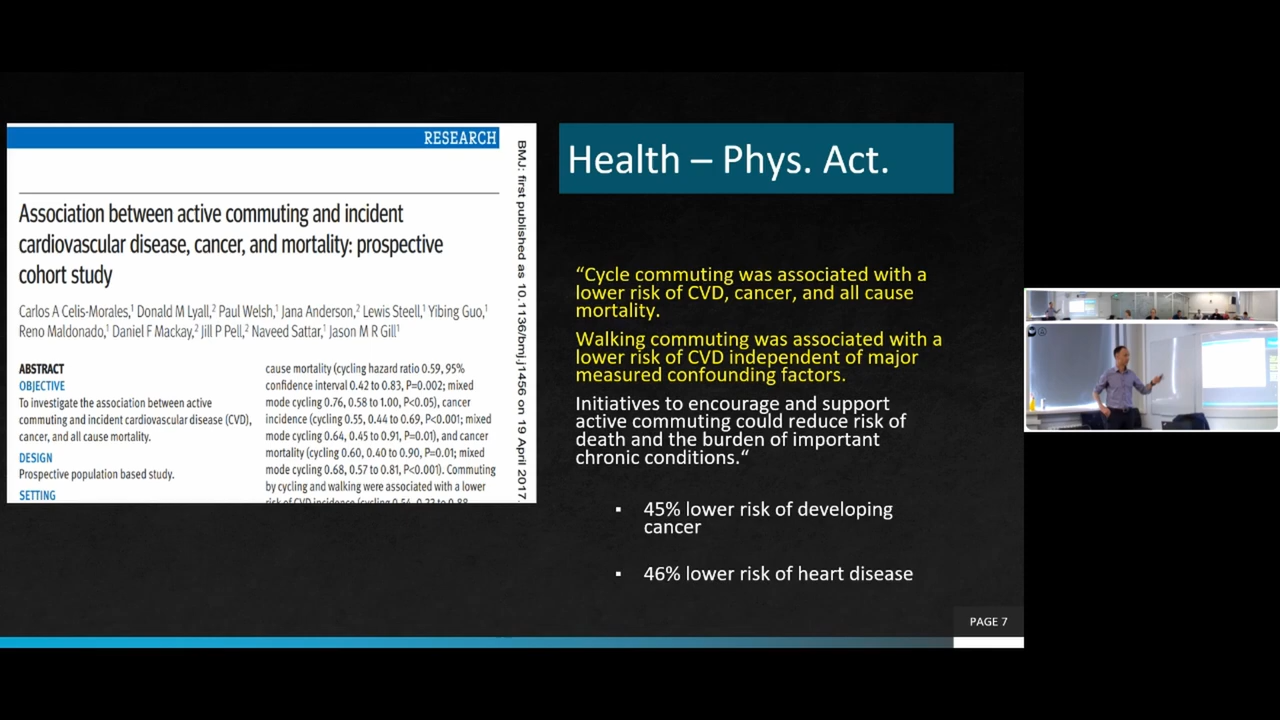 RESEARCH
Association between active commuting and incident
cardiovascular disease, cancer, and mortality: prospective
cohort study
Carlos A Celis-Morales,1 Donald M Lyall,2 Paul Welsh,1 Jana Anderson,2 Lewis Steell,1 Yibing Guo,1
Reno Maldonado,1 Daniel F Mackay,2 Jill P Pell,2 Naveed Sattar,1 Jason M R Gill1
ABSTRACT
OBJECTIVE
To investigate the association between active
commuting and incident cardiovascular disease (CVD),
cancer, and all cause mortality.
DESIGN
Prospective population based study.
SETTING
cause mortality (cycling hazard ratio 0.59, 95%
confidence interval 0.42 to 0.83, P=0.002; mixed
mode cycling 0.76, 0.58 to 1.00, P<0.05), cancer
incidence (cycling 0.55, 0.44 to 0.69, P<0.001; mixed
mode cycling 0.64, 0.45 to 0.91, P=0.01), and cancer
mortality (cycling 0.60, 0.40 to 0.90, P=0.01; mixed
mode cycling 0.68, 0.57 to 0.81, P<0.001). Commuting
by cycling and walking were associated with a lower
risk of CVD incidence (cycling 0.54, 0.33 to 0.88,
BMJ: first published as 10.1136/bmj.j1456 on 19 April 2017.
Health – Phys. Act.
“Cycle commuting was associated with a
lower risk of CVD, cancer, and all cause
mortality.
Walking commuting was associated with a
lower risk of CVD independent of major
measured confounding factors.
Initiatives to encourage and support
active commuting could reduce risk of
death and the burden of important
chronic conditions.“
▪ 45% lower risk of developing
cancer
▪ 46% lower risk of heart disease
PAGE 7